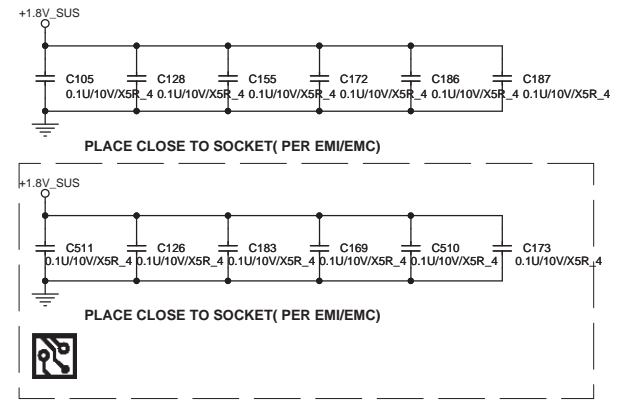 +1.8V_SUS
C105 C128 C155 C172 C186 C187
0.1U/10V/X5R_4 0.1U/10V/X5R_4 0.1U/10V/X5R_4 0.1U/10V/X5R_4 0.1U/10V/X5R_4 0.1U/10V/X5R_4
PLACE CLOSE TO SOCKET( PER EMI/EMC)
+1.8V_SUS
C511 C126 C183 C169 C510 C173
0.1U/10V/X5R_4 0.1U/10V/X5R_4 0.1U/10V/X5R_4 0.1U/10V/X5R_4 0.1U/10V/X5R_4 0.1U/10V/X5R_4
PLACE CLOSE TO SOCKET( PER EMI/EMC)